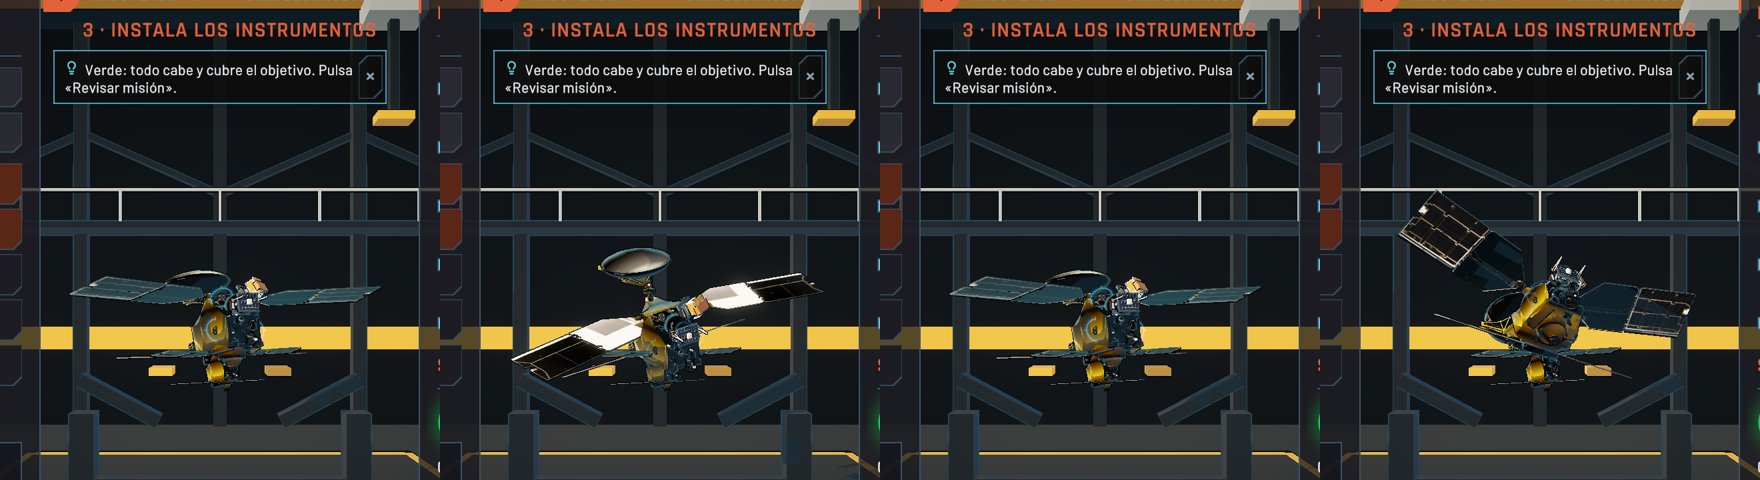 3 · INSTALA LOS INSTRUMENTOS
Verde: todo cabe y cubre el objetivo. Pulsa
«Revisar misión».
3 · INSTALA LOS INSTRUMENTOS
Verde: todo cabe y cubre el objetivo. Pulsa
«Revisar misión».
3 · INSTALA LOS INSTRUMENTOS
Verde: todo cabe y cubre el objetivo. Pulsa
«Revisar misión».
3 · INSTALA LOS INSTRUMENTOS
Verde: todo cabe y cubre el objetivo. Pulsa
«Revisar misión».